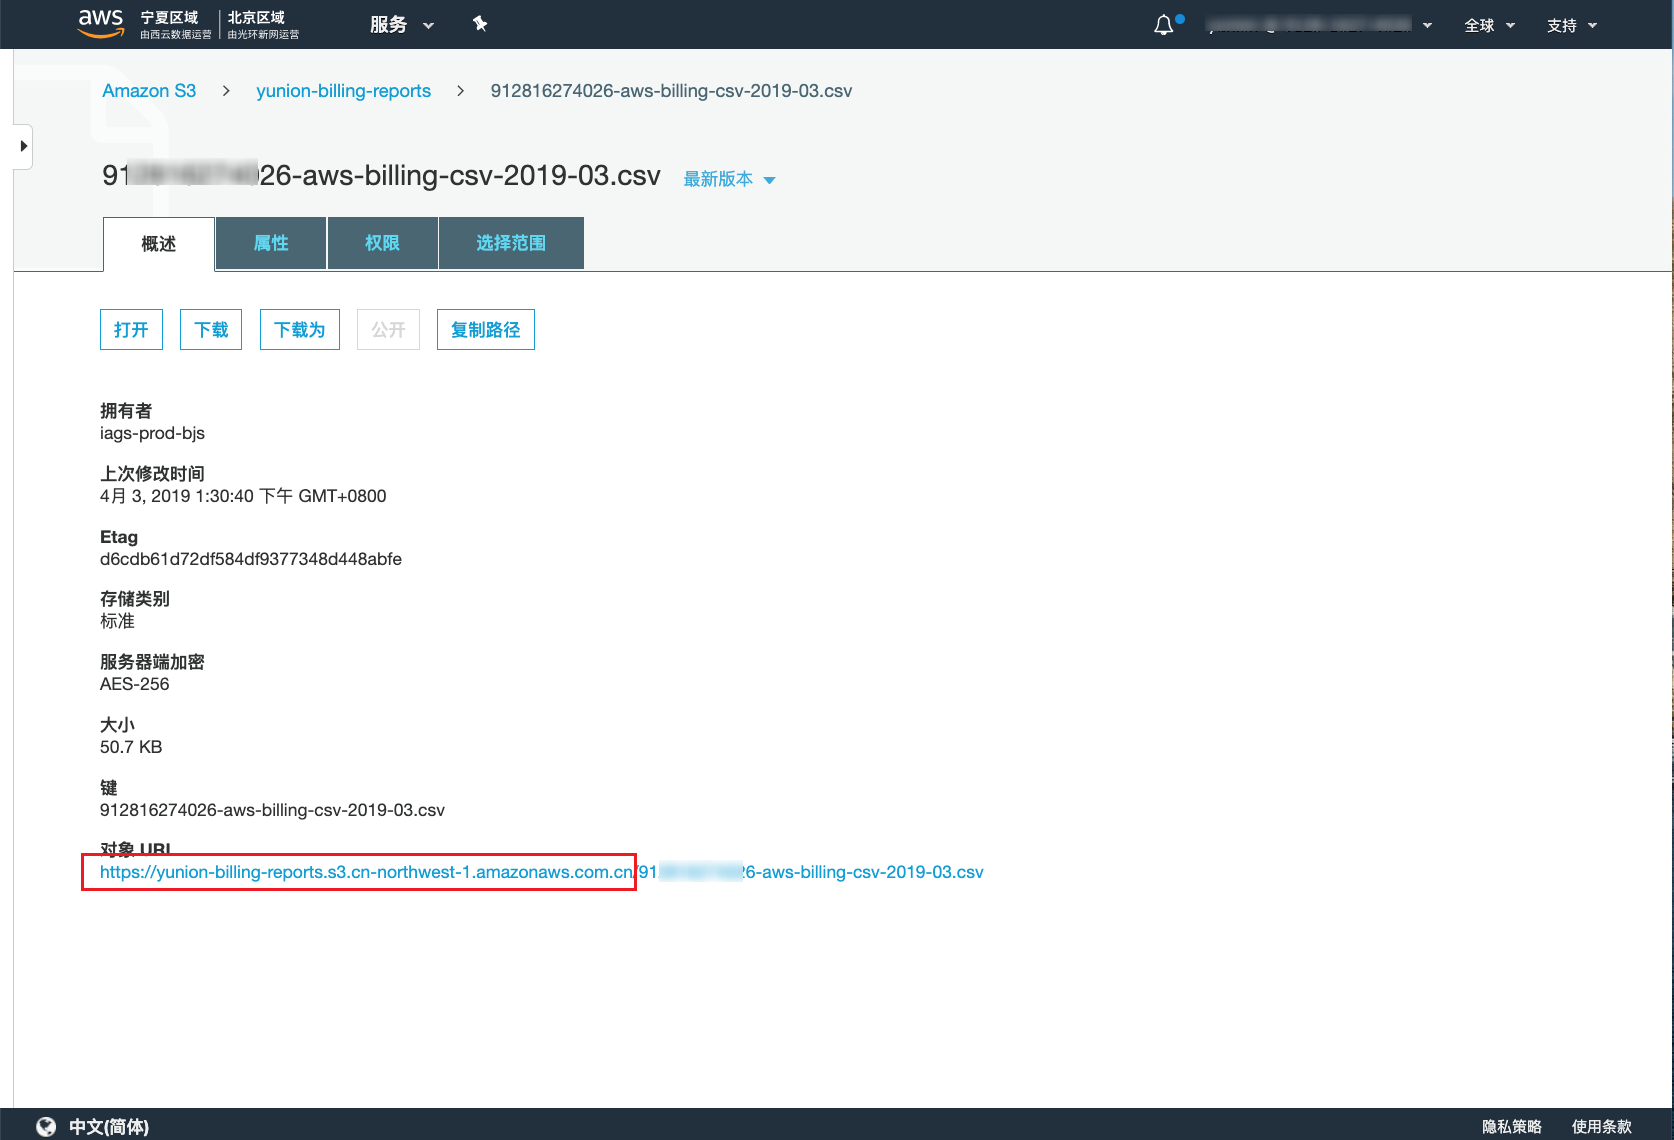 aws
宁夏区域
由西云数据运营
北京区域
由光环新网运营
服务
全球
支持
Amazon S3 > yunion-billing-reports > 912816274026-aws-billing-csv-2019-03.csv
91 26-aws-billing-csv-2019-03.csv
最新版本
概述
属性
权限
选择范围
打开
下载
下载为
公开
复制路径
拥有者
iags-prod-bjs
上次修改时间
4月 3, 2019 1:30:40 下午 GMT+0800
Etag
d6cdb61d72df584df9377348d448abfe
存储类别
标准
服务器端加密
AES-256
大小
50.7 KB
键
912816274026-aws-billing-csv-2019-03.csv
对象 URL
https://yunion-billing-reports.s3.cn-northwest-1.amazonaws.com.cn/91 26-aws-billing-csv-2019-03.csv
中文(简体)
隐私策略
使用条款